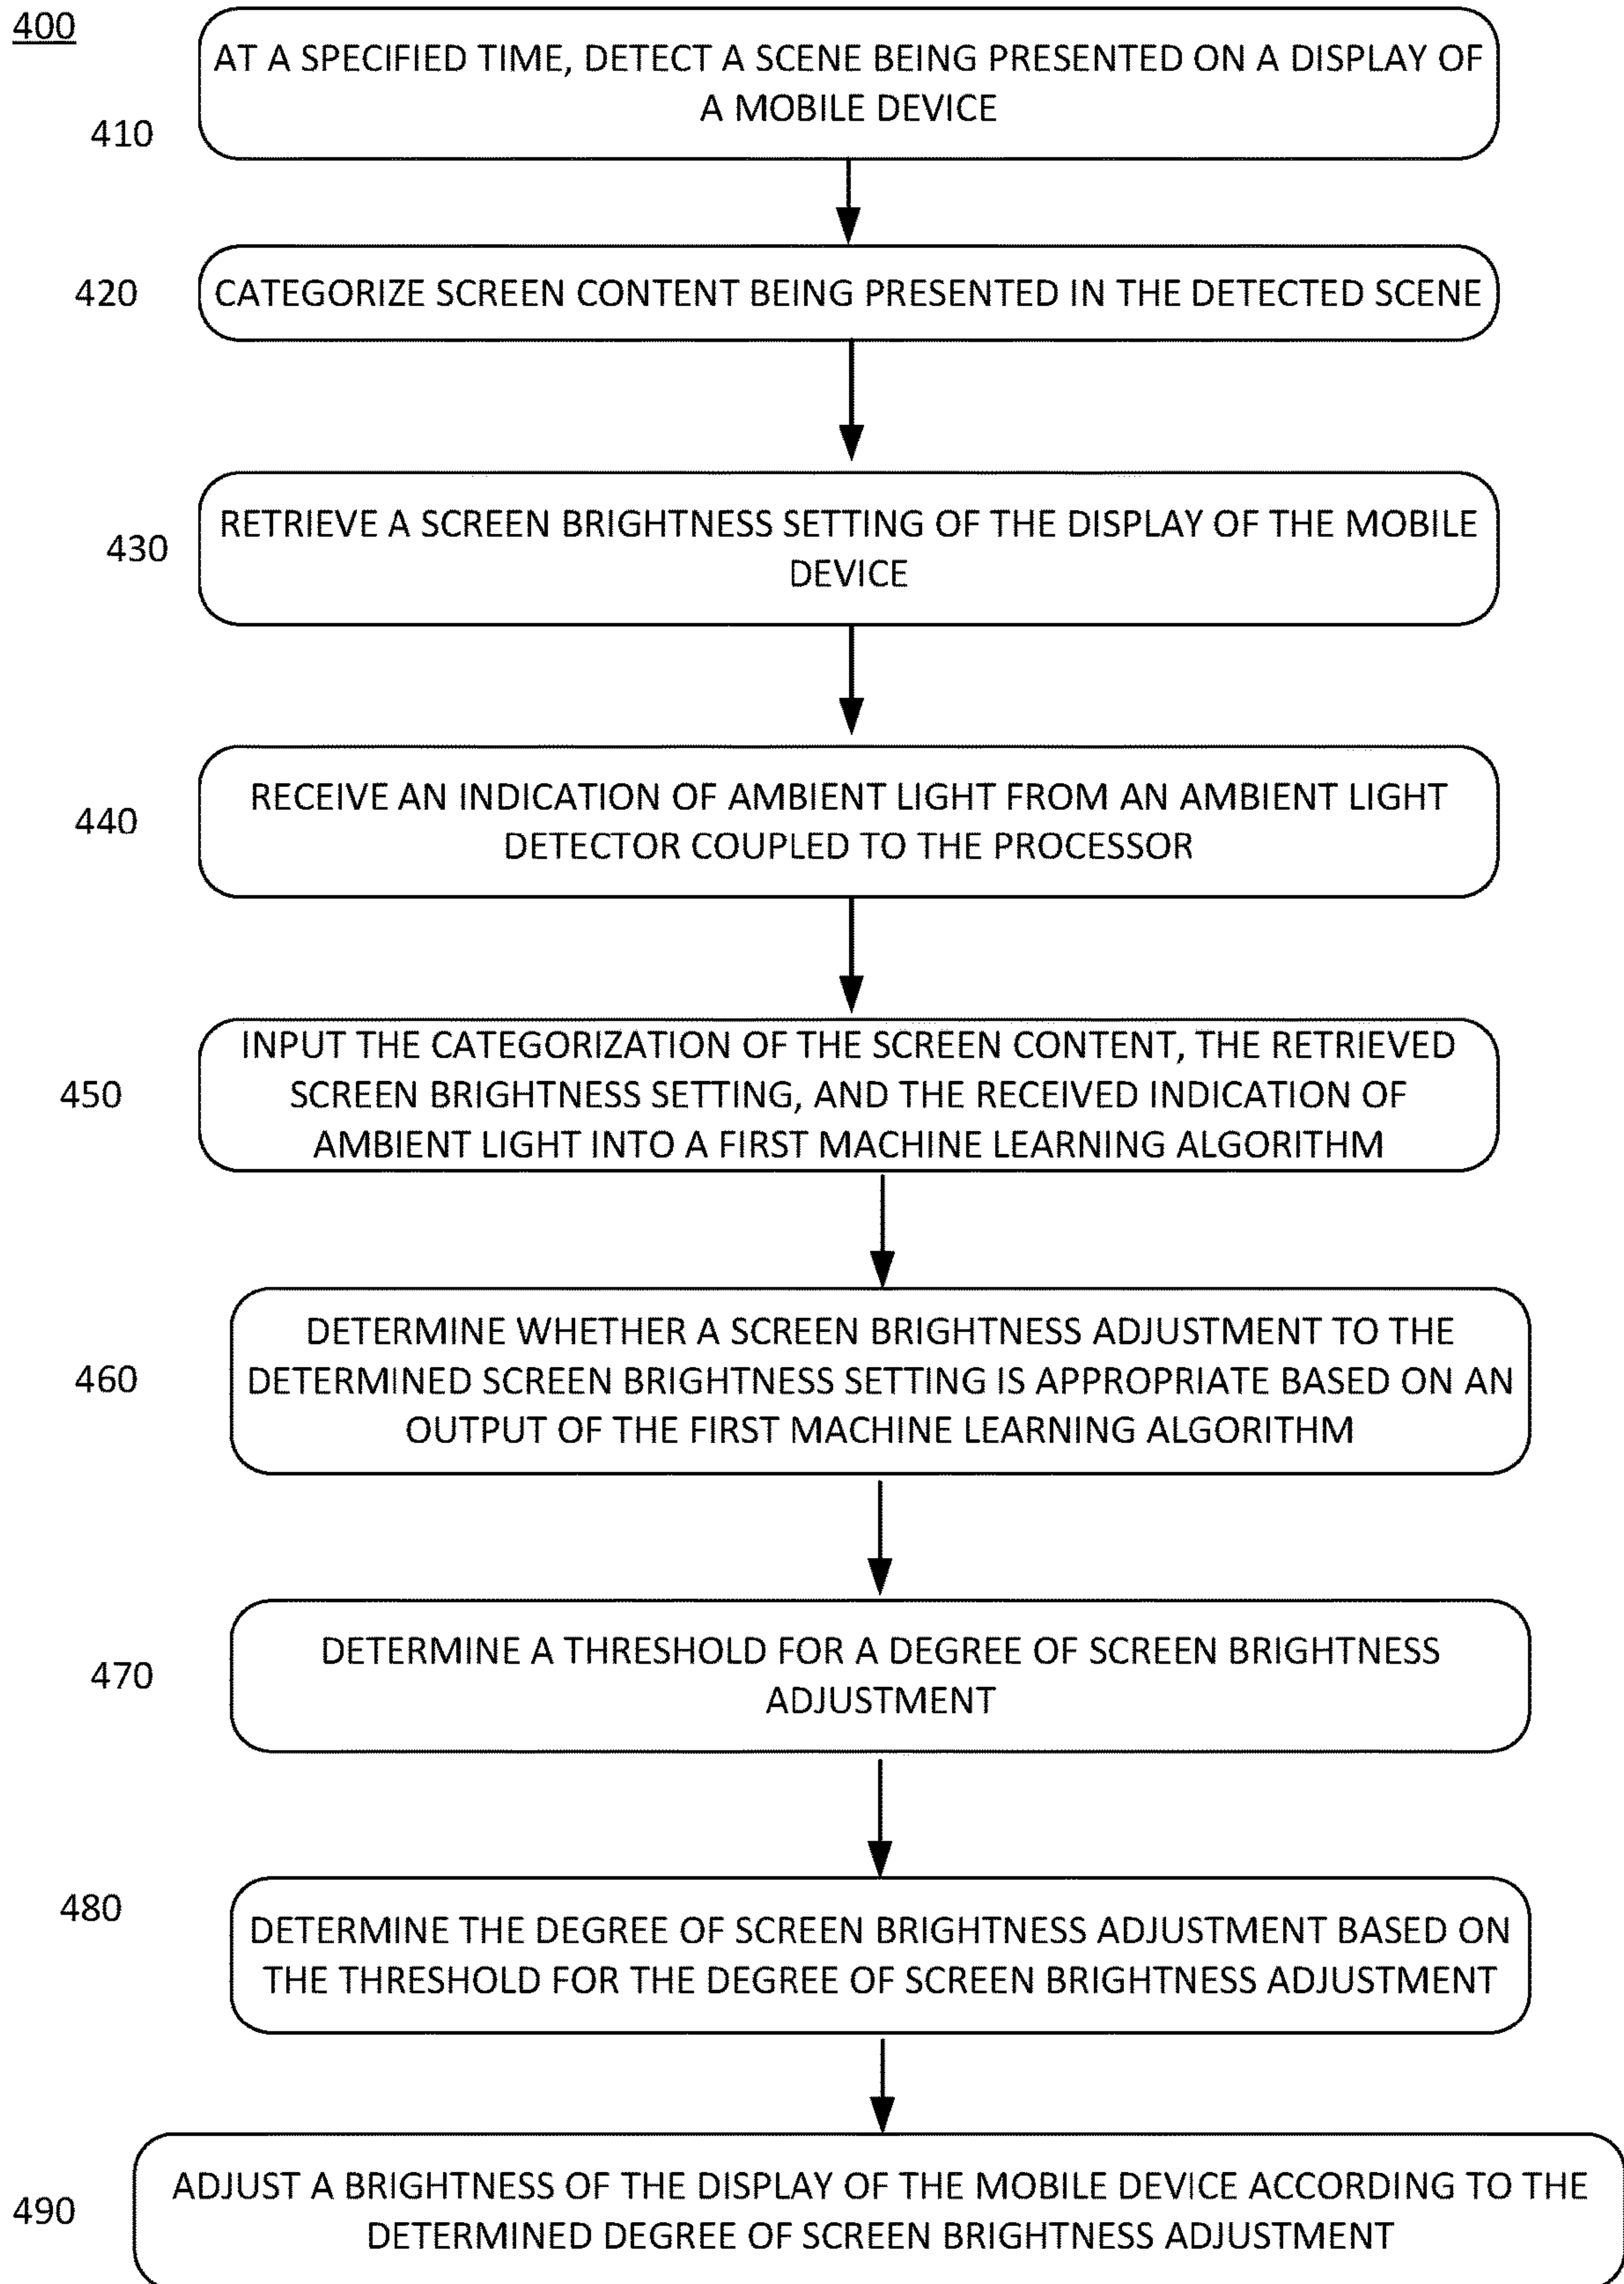 400
AT A SPECIFIED TIME, DETECT A SCENE BEING PRESENTED ON A DISPLAY OF
A MOBILE DEVICE
410
420
CATEGORIZE SCREEN CONTENT BEING PRESENTED IN THE DETECTED SCENE
RETRIEVE A SCREEN BRIGHTNESS SETTING OF THE DISPLAY OF THE MOBILE
DEVICE
430
RECEIVE AN INDICATION OF AMBIENT LIGHT FROM AN AMBIENT LIGHT
DETECTOR COUPLED TO THE PROCESSOR
440
INPUT THE CATEGORIZATION OF THE SCREEN CONTENT, THE RETRIEVED
SCREEN BRIGHTNESS SETTING, AND THE RECEIVED INDICATION OF
AMBIENT LIGHT INTO A FIRST MACHINE LEARNING ALGORITHM
450
DETERMINE WHETHER A SCREEN BRIGHTNESS ADJUSTMENT TO THE
DETERMINED SCREEN BRIGHTNESS SETTING IS APPROPRIATE BASED ON AN
OUTPUT OF THE FIRST MACHINE LEARNING ALGORITHM
460
DETERMINE A THRESHOLD FOR A DEGREE OF SCREEN BRIGHTNESS
ADJUSTMENT
470
480
DETERMINE THE DEGREE OF SCREEN BRIGHTNESS ADJUSTMENT BASED ON
THE THRESHOLD FOR THE DEGREE OF SCREEN BRIGHTNESS ADJUSTMENT
ADJUST A BRIGHTNESS OF THE DISPLAY OF THE MOBILE DEVICE ACCORDING TO THE
DETERMINED DEGREE OF SCREEN BRIGHTNESS ADJUSTMENT
490